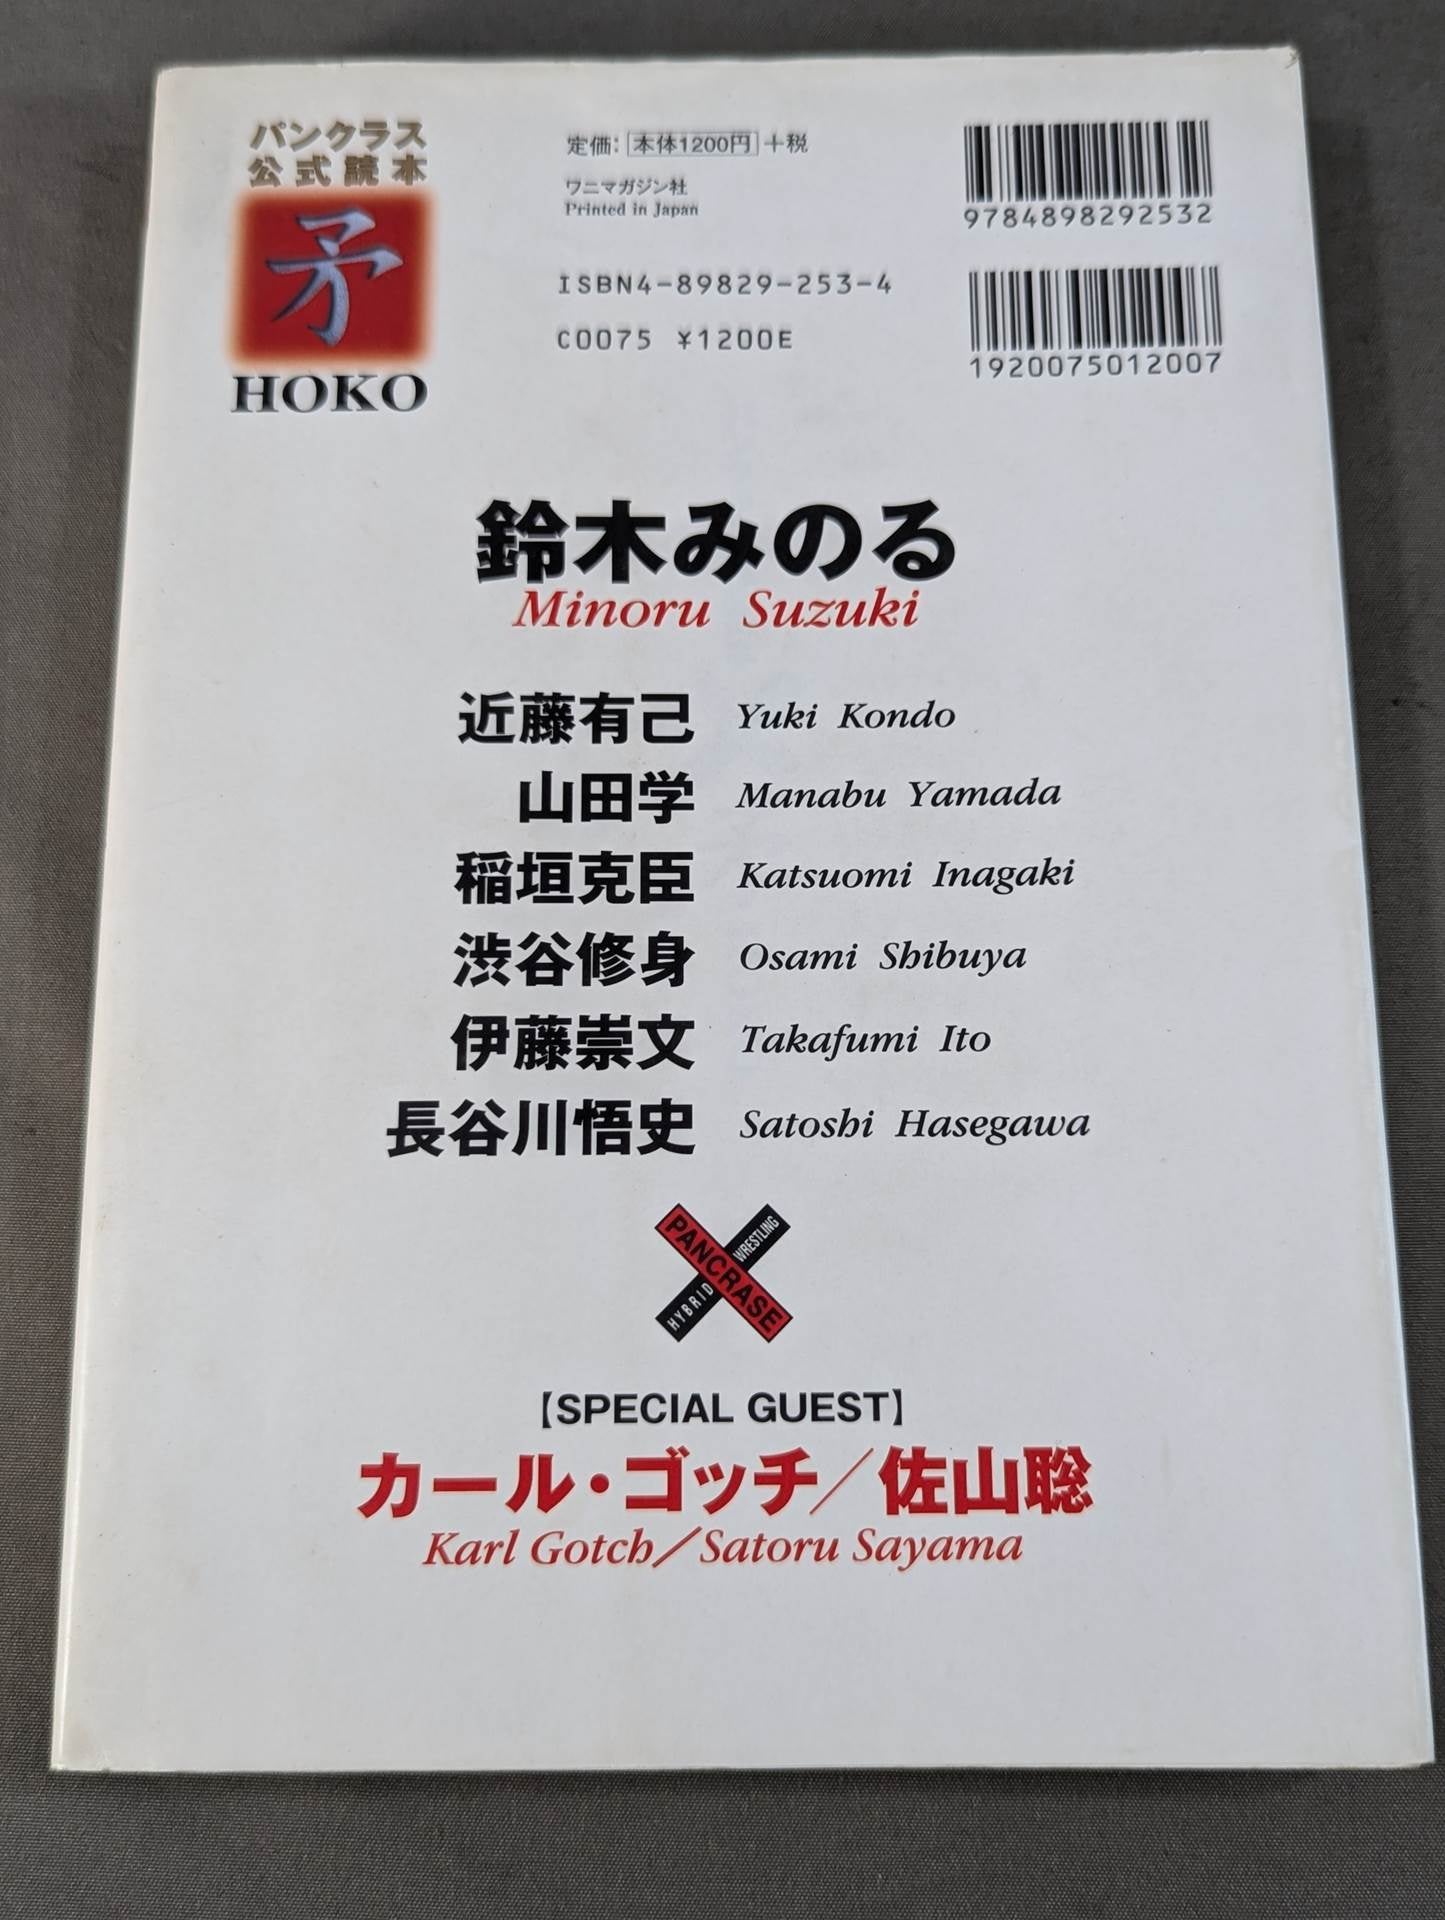 パンクラス
公式読本
矛
HOKO
定価：本体1200円＋税
ワニマガジン社
Printed in Japan
ISBN4-89829-253-4
C0075 ¥1200E
9784898292532
1920075012007
鈴木みのる
Minoru Suzuki
近藤有己 Yuki Kondo
山田学 Manabu Yamada
稲垣克臣 Katsuomi Inagaki
渋谷修身 Osami Shibuya
伊藤崇文 Takafumi Ito
長谷川悟史 Satoshi Hasegawa
PANCRASE
HYBRID WRESTLING
【SPECIAL GUEST】
カール・ゴッチ／佐山聡
Karl Gotch／Satoru Sayama